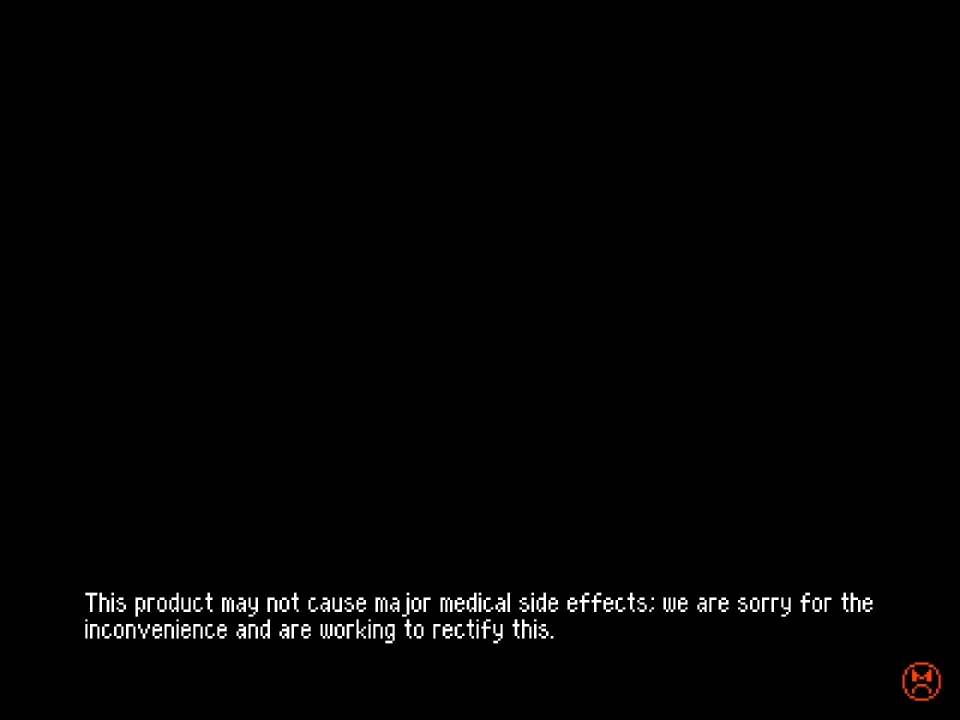 This product may not cause major medical side effects; we are sorry for the
inconvenience and are working to rectify this.